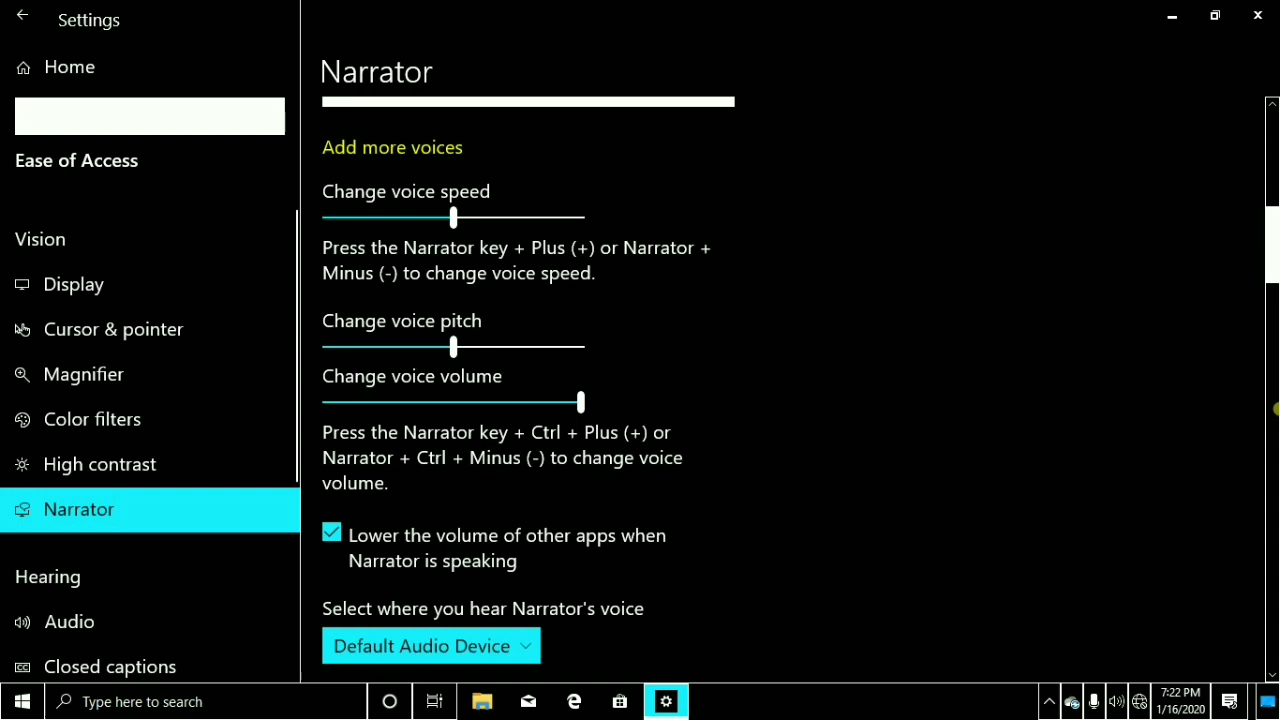 Settings
Home
Ease of Access
Vision
Display
Cursor & pointer
Magnifier
Color filters
High contrast
Narrator
Hearing
Audio
Closed captions
Narrator
Add more voices
Change voice speed
Press the Narrator key + Plus (+) or Narrator +
Minus (-) to change voice speed.
Change voice pitch
Change voice volume
Press the Narrator key + Ctrl + Plus (+) or
Narrator + Ctrl + Minus (-) to change voice
volume.
Lower the volume of other apps when
Narrator is speaking
Select where you hear Narrator's voice
Default Audio Device
Type here to search
7:22 PM
1/16/2020